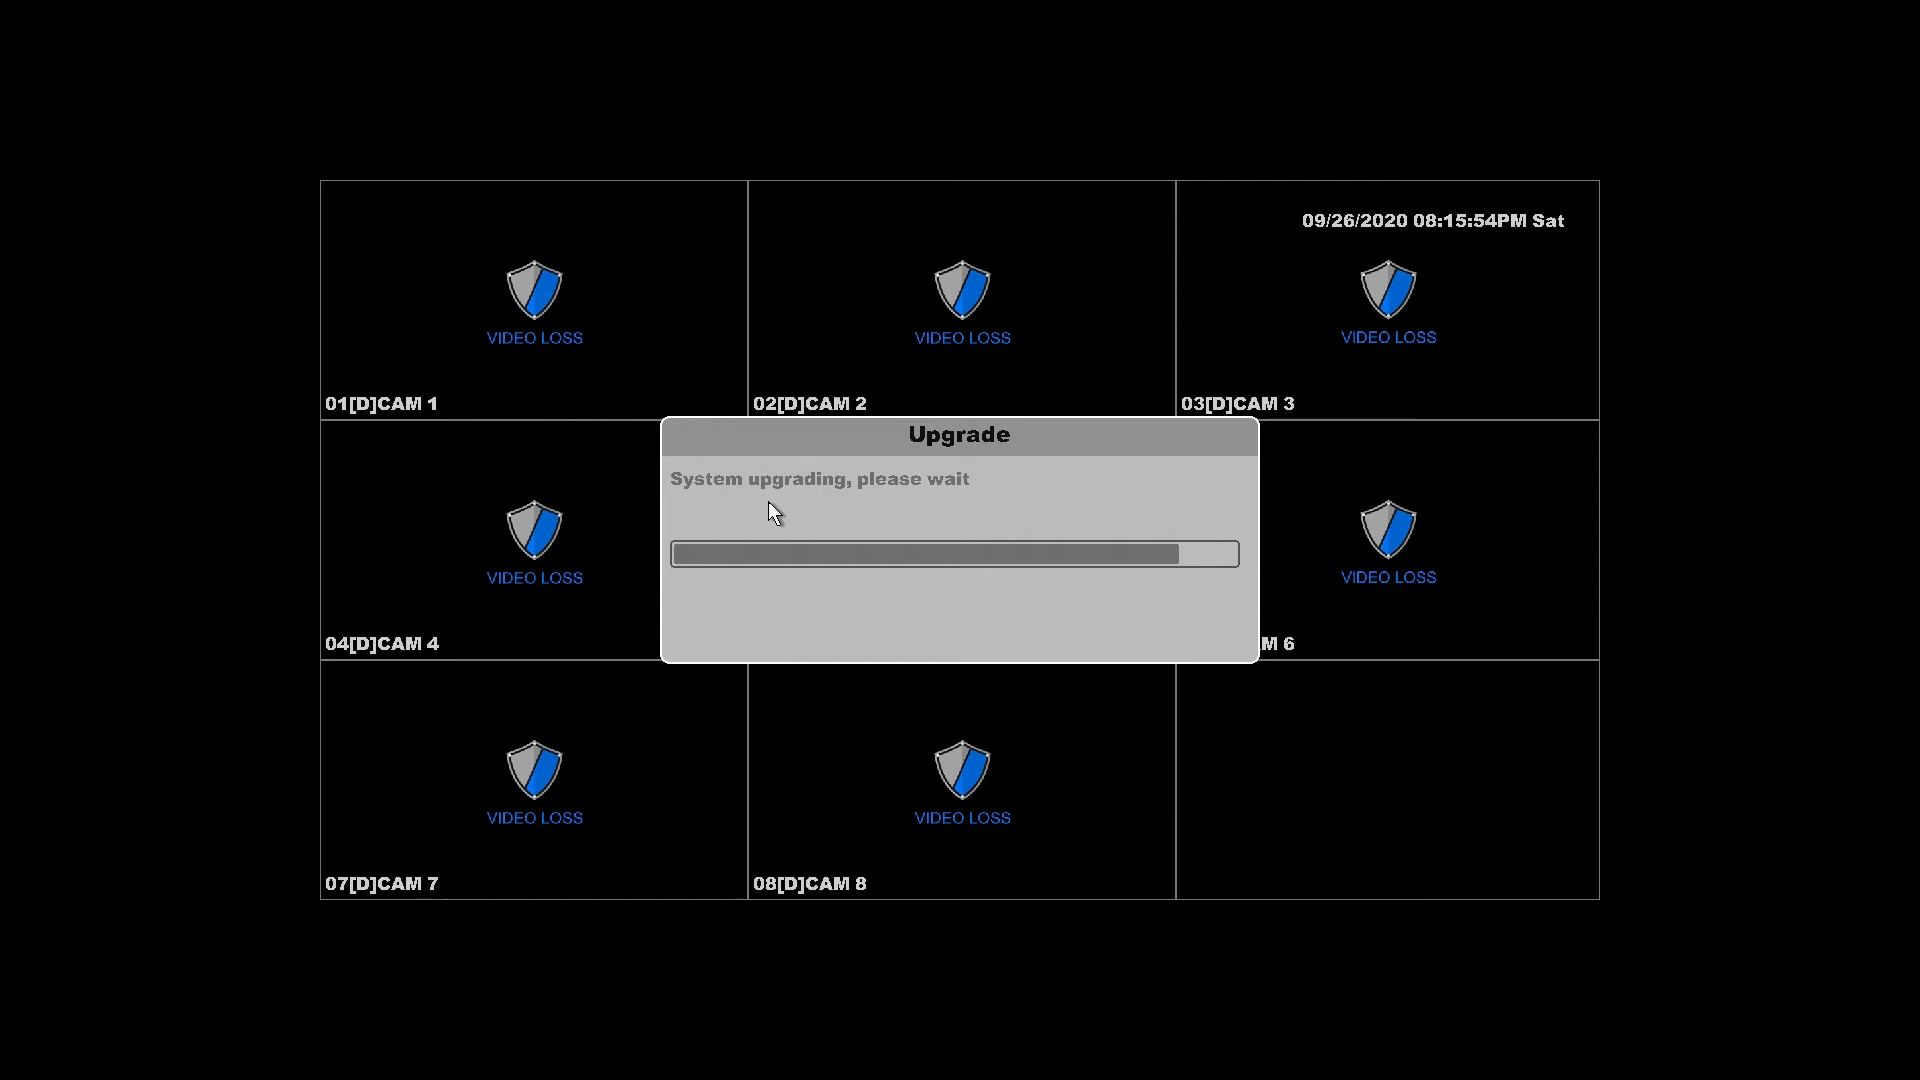 09/26/2020 08:15:54PM Sat
VIDEO LOSS
VIDEO LOSS
VIDEO LOSS
01[D]CAM 1
02[D]CAM 2
03[D]CAM 3
Upgrade
System upgrading, please wait
VIDEO LOSS
VIDEO LOSS
04[D]CAM 4
M 6
VIDEO LOSS
VIDEO LOSS
07[D]CAM 7
08[D]CAM 8